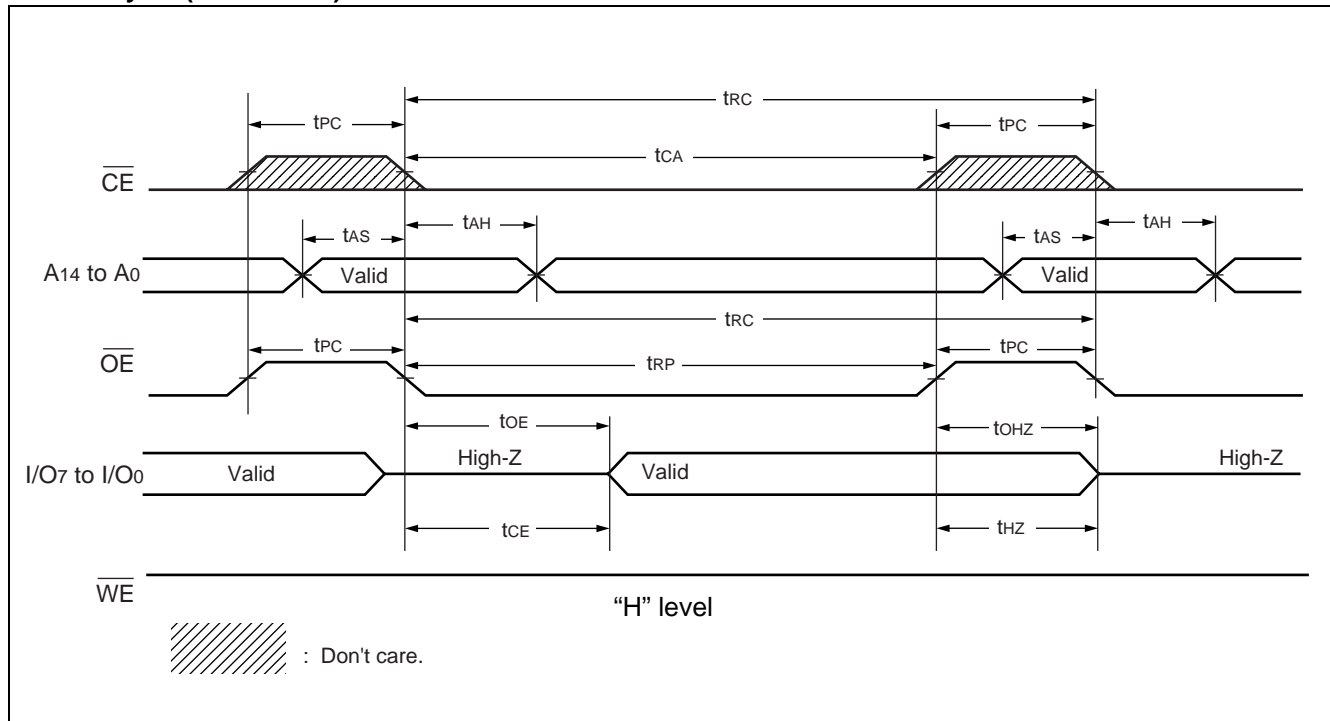 tRC
tPC
tPC
tCA
CE
tAS
tAH
tAS
tAH
A14 to A0
Valid
Valid
tRC
tPC
tPC
OE
tRP
tOE
tOHZ
High-Z
High-Z
I/O7 to I/O0
Valid
Valid
tCE
tHZ
WE
“H” level
: Don't care.